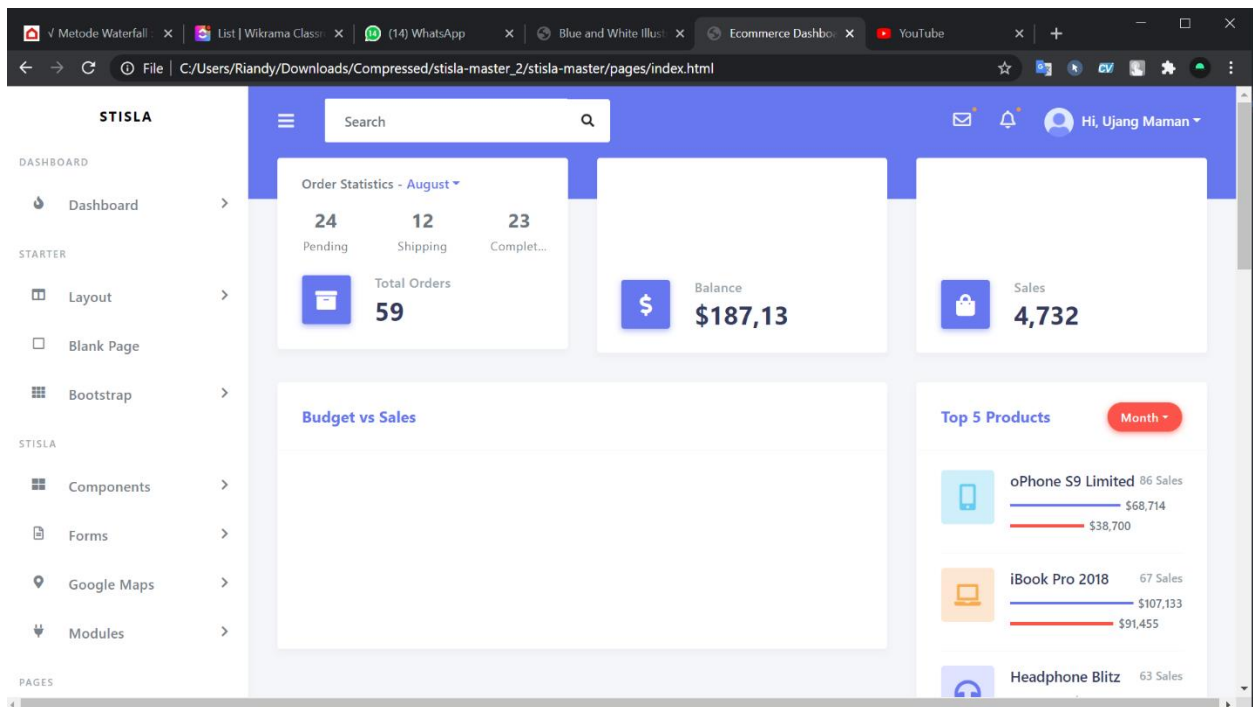 √ Metode Waterfall :
List | Wikrama Classr
(14) WhatsApp
Blue and White Illust
Ecommerce Dashbo
YouTube
File | C:/Users/Riandy/Downloads/Compressed/stisla-master_2/stisla-master/pages/index.html
CV
STISLA
Search
Hi, Ujang Maman
DASHBOARD
Dashboard
STARTER
Layout
Blank Page
Bootstrap
STISLA
Components
Forms
Google Maps
Modules
PAGES
Order Statistics - August
24 12 23
Pending Shipping Complet...
Total Orders
59
Balance
$187,13
Sales
4,732
Budget vs Sales
Top 5 Products
Month
oPhone S9 Limited 86 Sales
$68,714
$38,700
iBook Pro 2018 67 Sales
$107,133
$91,455
Headphone Blitz 63 Sales